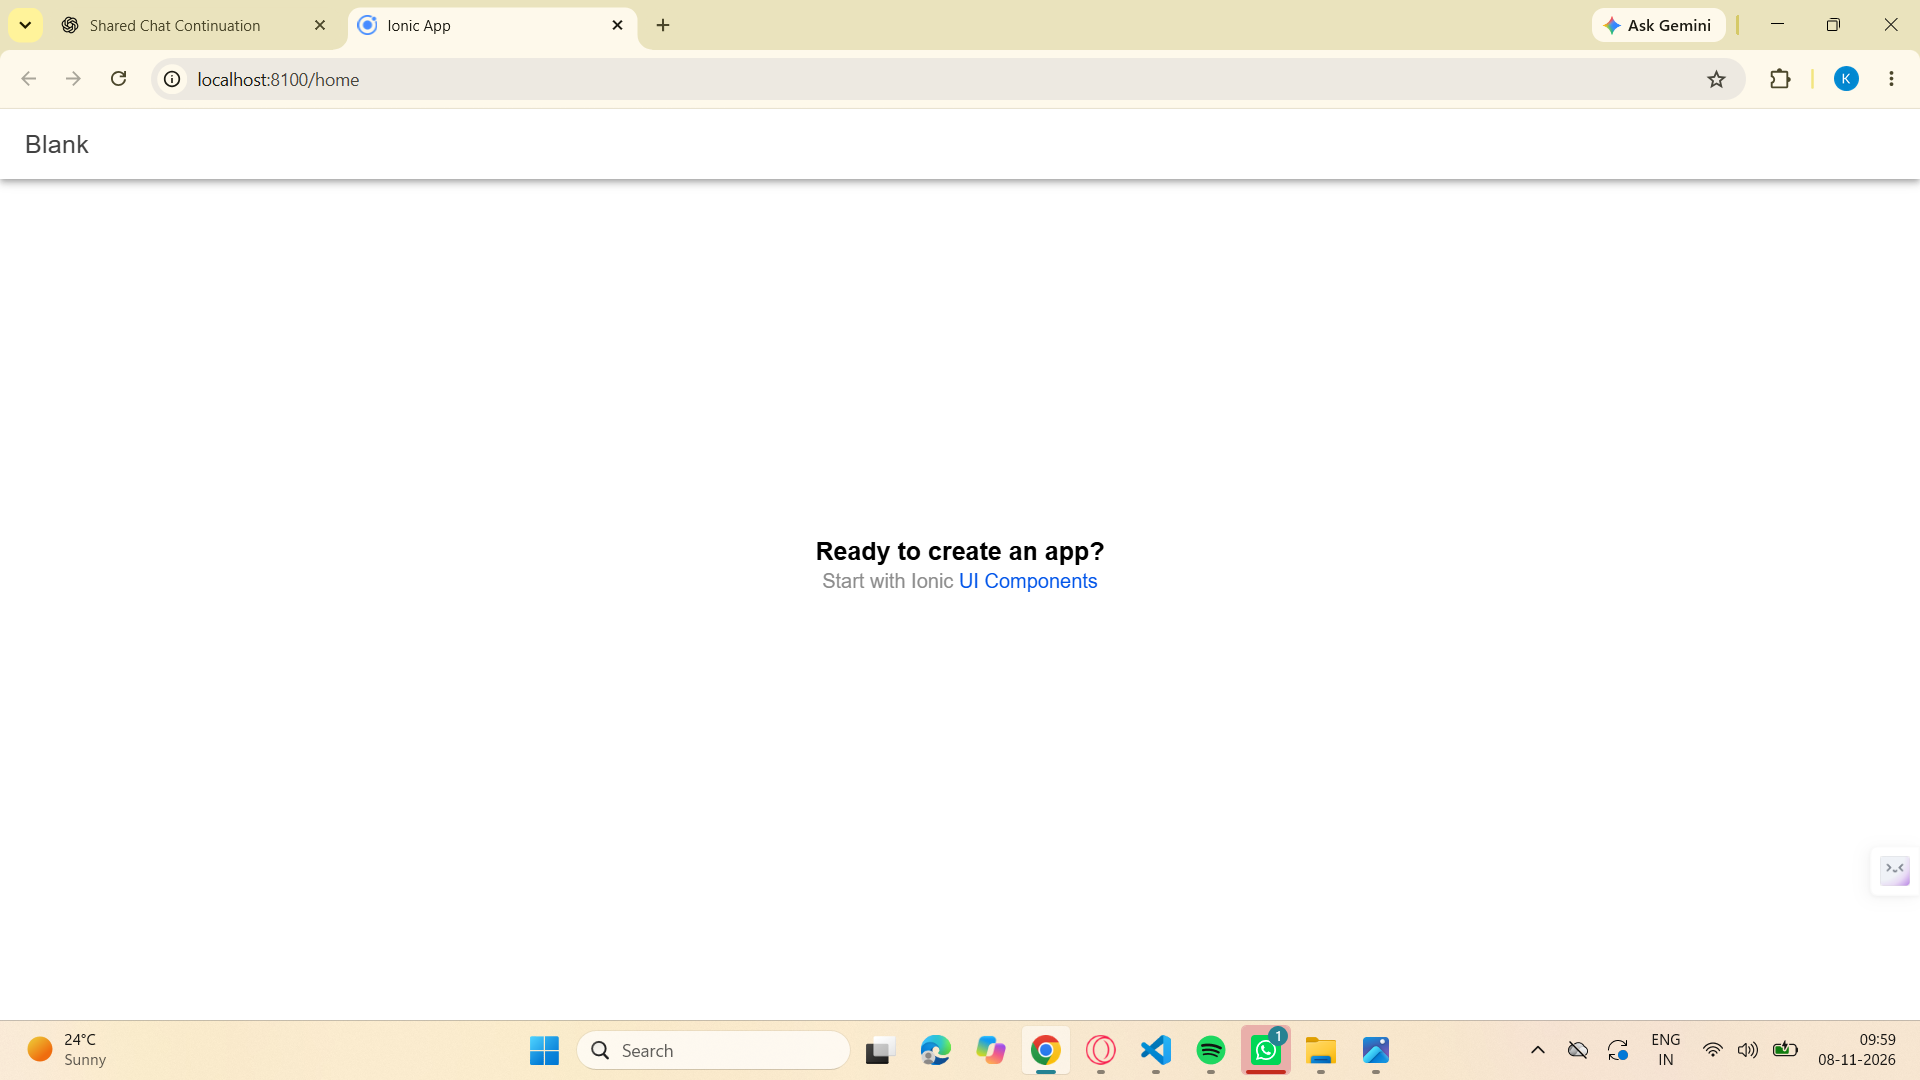 Shared Chat Continuation
Ionic App
Ask Gemini
localhost:8100/home
K
Blank
Ready to create an app?
Start with Ionic UI Components
24°C
Sunny
Search
1
ENG
IN
09:59
08-11-2026